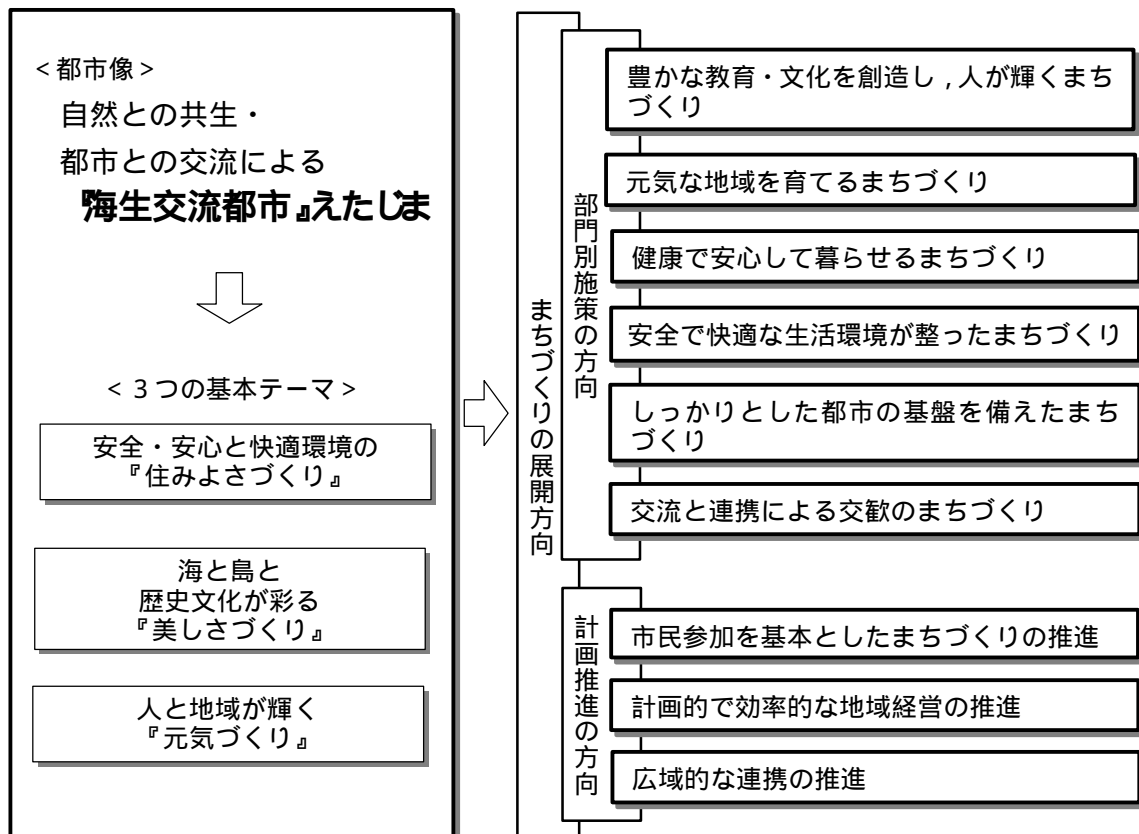 ＜都市像＞
自然との共生・
都市との交流による
『海生交流都市』えたじま
＜３つの基本テーマ＞
安全・安心と快適環境の
『住みよさづくり』
海と島と
歴史文化が彩る
『美しさづくり』
人と地域が輝く
『元気づくり』
まちづくりの展開方向
部門別施策の方向
豊かな教育・文化を創造し，人が輝くまち
づくり
元気な地域を育てるまちづくり
健康で安心して暮らせるまちづくり
安全で快適な生活環境が整ったまちづくり
しっかりとした都市の基盤を備えたまち
づくり
交流と連携による交歓のまちづくり
計画推進の方向
市民参加を基本としたまちづくりの推進
計画的で効率的な地域経営の推進
広域的な連携の推進